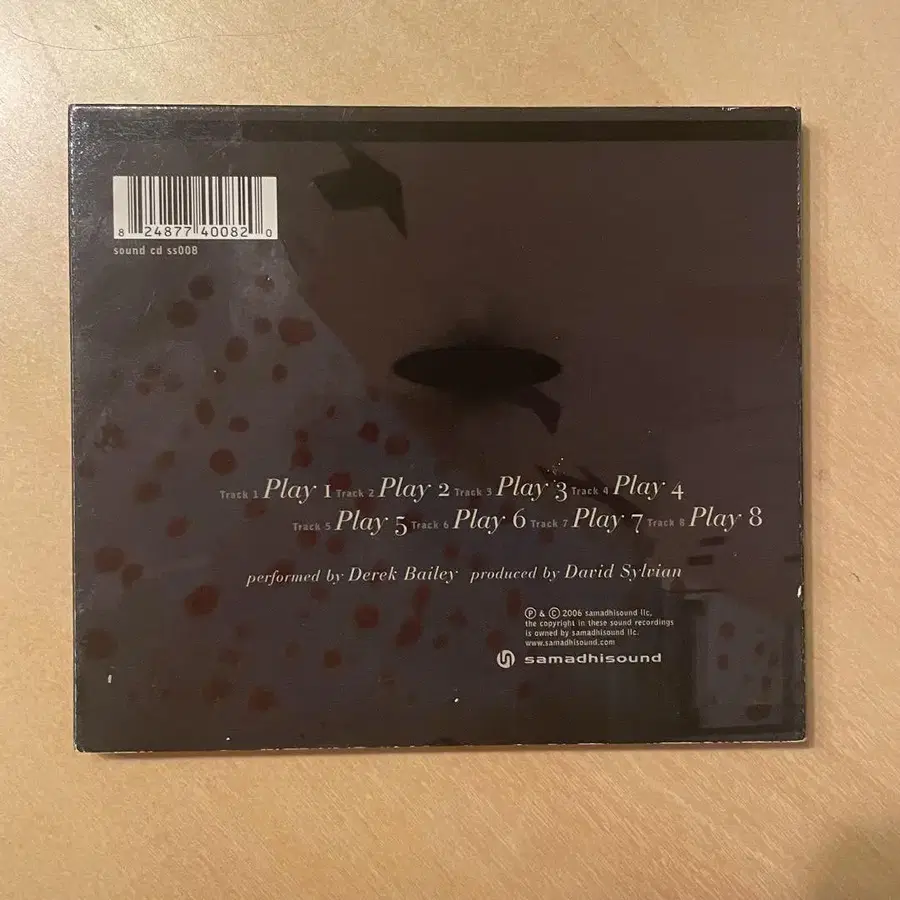 8 24877 40082 0
sound cd ss008
Track 1 Play 1 Track 2 Play 2 Track 3 Play 3 Track 4 Play 4
Track 5 Play 5 Track 6 Play 6 Track 7 Play 7 Track 8 Play 8
performed by Derek Bailey produced by David Sylvian
Ⓟ & © 2006 samadhisound llc.
the copyright in these sound recordings
is owned by samadhisound llc.
www.samadhisound.com
samadhisound